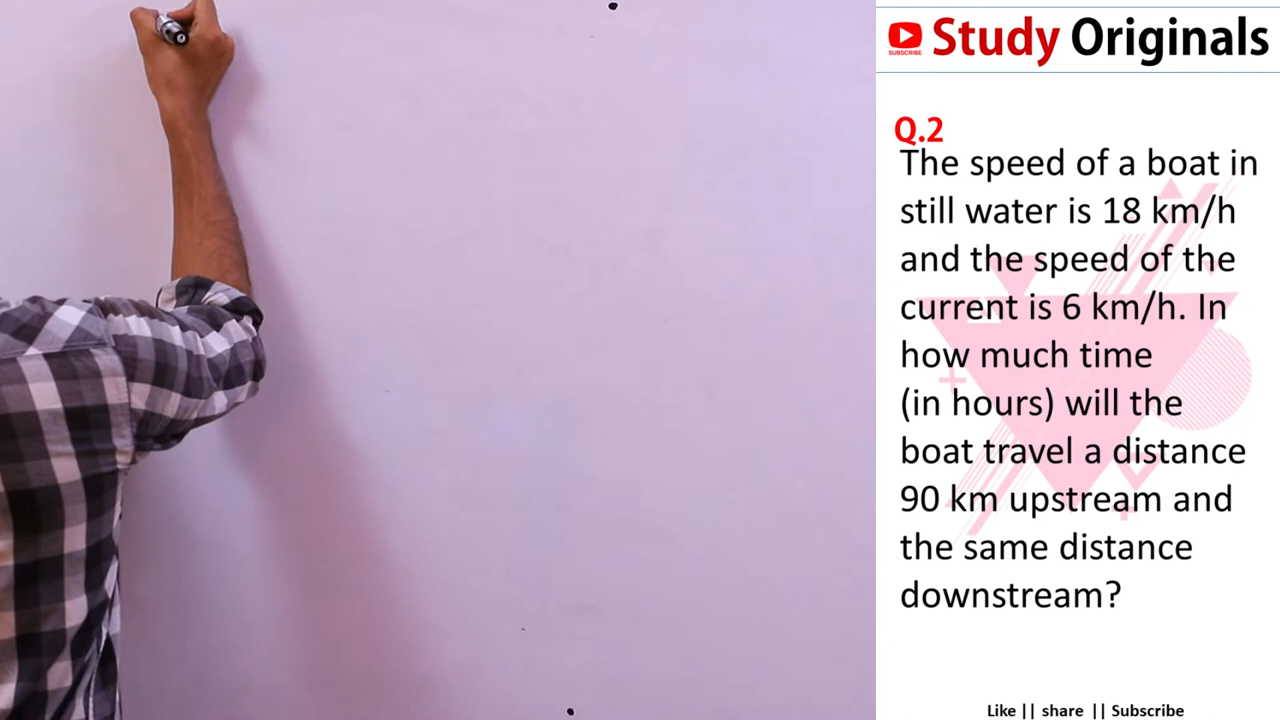 SUBSCRIBE
Study Originals
Q.2
The speed of a boat in
still water is 18 km/h
and the speed of the
current is 6 km/h. In
how much time
(in hours) will the
boat travel a distance
90 km upstream and
the same distance
downstream?
Like || share || Subscribe